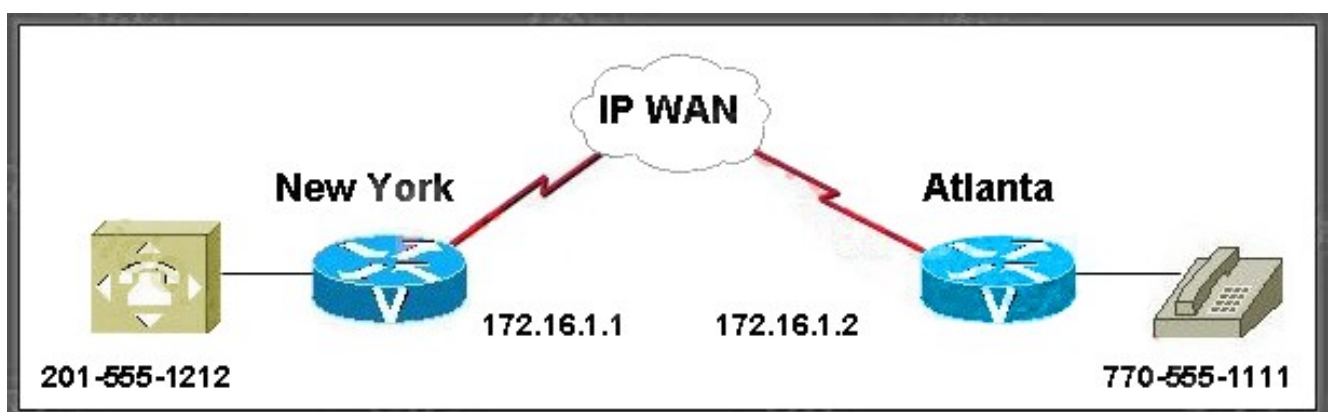 IP WAN
New York
Atlanta
V
V
172.16.1.1
172.16.1.2
201-555-1212
770-555-1111